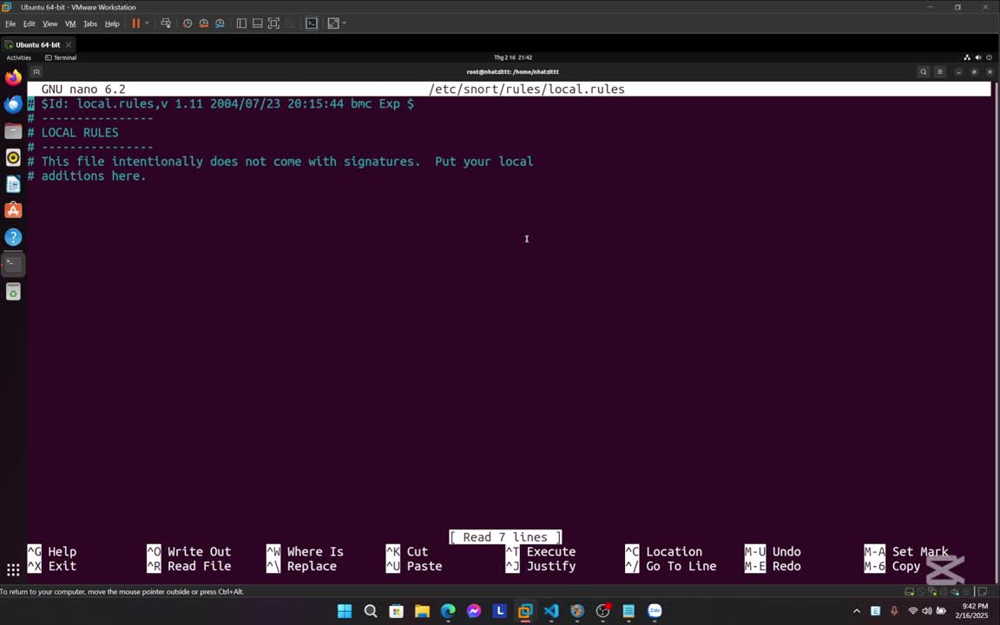 Ubuntu 64-bit - VMware Workstation
File Edit View VM Tabs Help
Ubuntu 64-bit
Activities Terminal Thg 2 16 21:42
root@nhatzittt: /home/nhatzittt
GNU nano 6.2 /etc/snort/rules/local.rules
# $Id: local.rules,v 1.11 2004/07/23 20:15:44 bmc Exp $
# ----------------
# LOCAL RULES
# ----------------
# This file intentionally does not come with signatures.  Put your local
# additions here.
[ Read 7 lines ]
^G Help ^O Write Out ^W Where Is ^K Cut ^T Execute ^C Location M-U Undo M-A Set Mark
^X Exit ^R Read File ^\ Replace ^U Paste ^J Justify ^/ Go To Line M-E Redo M-6 Copy
To return to your computer, move the mouse pointer outside or press Ctrl+Alt.
L Zalo E 9:42 PM
2/16/2025